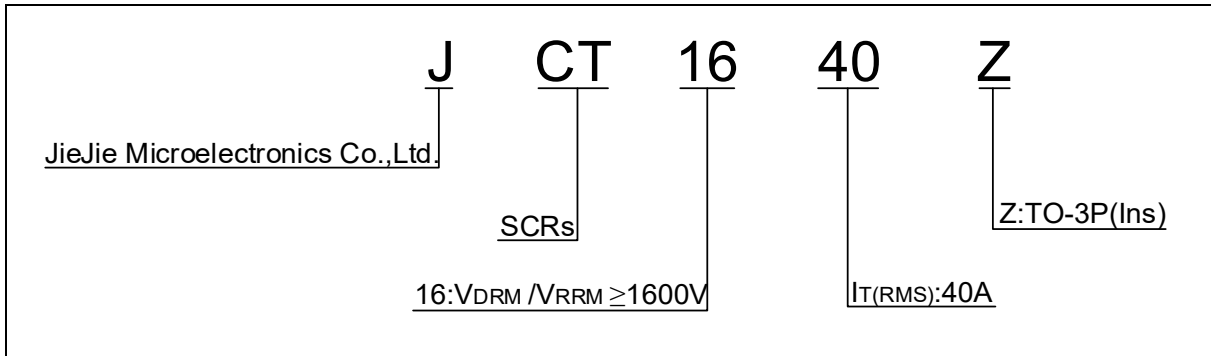 J CT 16 40 Z
JieJie Microelectronics Co.,Ltd.
Z:TO-3P(Ins)
SCRs
16:VDRM /VRRM ≥1600V
IT(RMS):40A